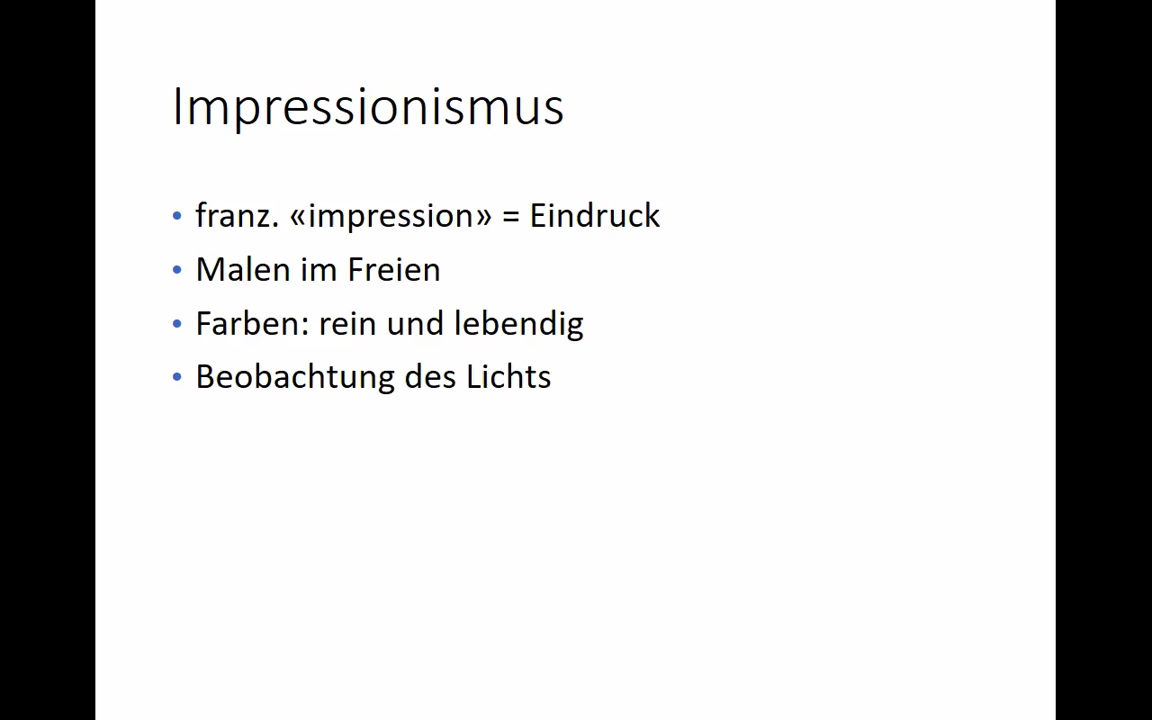 Impressionismus
• franz. «impression» = Eindruck
• Malen im Freien
• Farben: rein und lebendig
• Beobachtung des Lichts